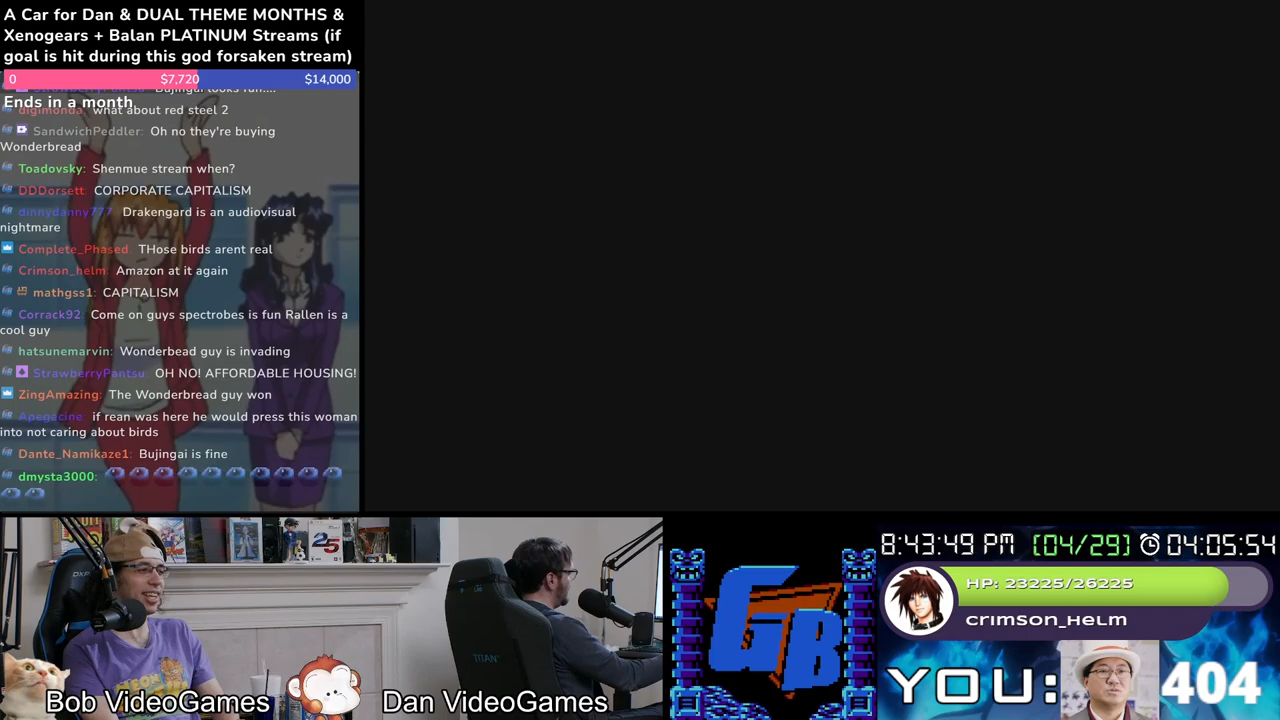 A Car for Dan & DUAL THEME MONTHS &
Xenogears + Balan PLATINUM Streams (if
goal is hit during this god forsaken stream)
0 $7,720 $14,000
Ends in a month
digimonda: what about red steel 2
SandwichPeddler: Oh no they're buying
Wonderbread
Toadovsky: Shenmue stream when?
DDDorsett: CORPORATE CAPITALISM
dinnydanny777 Drakengard is an audiovisual
nightmare
Complete_Phased: THose birds arent real
Crimson_helm: Amazon at it again
mathgss1: CAPITALISM
Corrack92: Come on guys spectrobes is fun Rallen is a
cool guy
hatsunemarvin: Wonderbead guy is invading
StrawberryPantsu: OH NO! AFFORDABLE HOUSING!
ZingAmazing: The Wonderbread guy won
Apegacine: if rean was here he would press this woman
into not caring about birds
Dante_Namikaze1: Bujingai is fine
dmysta3000:
DXR
25
TITAN
Bob VideoGames
Dan VideoGames
GB
8:43:49 PM [04/29] 04:05:54
HP: 23225/26225
crimson_Helm
YOU: 404